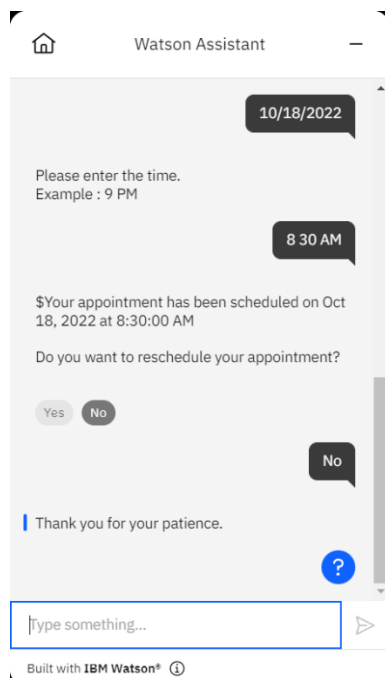 Watson Assistant
10/18/2022
Please enter the time.
Example : 9 PM
8 30 AM
$Your appointment has been scheduled on Oct
18, 2022 at 8:30:00 AM
Do you want to reschedule your appointment?
Yes No
No
Thank you for your patience.
?
Type something...
Built with IBM Watson® i